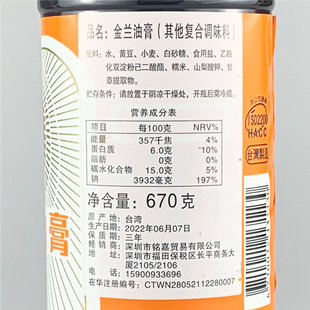 品名：金兰油膏（其他复合调味料）
配料：水、黄豆、小麦、白砂糖、食用盐、乙酰
化双淀粉己二酸酯、糯米、山梨酸钾、甘
草提取物。
贮存条件：请放置于阴凉干燥处、开瓶后需冷藏。
营养成分表
项目 每100克 NRV%
能量 357千焦 4%
蛋白质 6.0克 10%
脂肪 0克 0%
碳水化合物 15.0克 5%
钠 3932毫克 197%
净含量：670克
原产地：台湾
生产日期：2022年06月07日
保质期：三年
经销商：深圳市铭嘉贸易有限公司
地址：深圳市福田保税区长平商务大
厦2105/2106
电话：15900933696
在华注册编号：CTWN28052112280007
膏
ISO2200
HACC
台灣製造